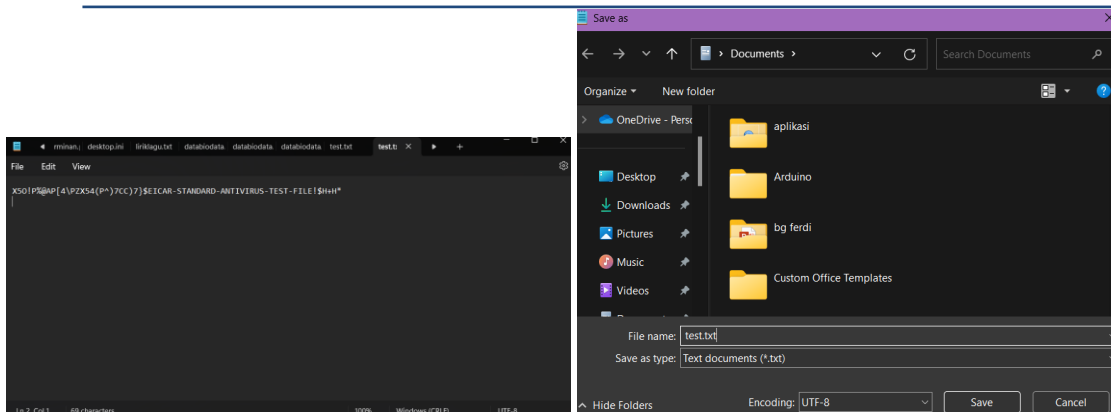 rminan.
desktop.ini
liriklagu.txt
databiodata.
databiodata.
databiodata
test.txt
test.t
File Edit View
X5O!P%@AP[4\PZX54(P^)7CC)7}$EICAR-STANDARD-ANTIVIRUS-TEST-FILE!$H+H*
Ln 2, Col 1
69 characters
100%
Windows (CRLF)
UTF-8
Save as
Documents
Search Documents
Organize
New folder
OneDrive - Perso
Desktop
Downloads
Pictures
Music
Videos
aplikasi
Arduino
bg ferdi
Custom Office Templates
File name: test.txt
Save as type: Text documents (*.txt)
Hide Folders
Encoding: UTF-8
Save
Cancel